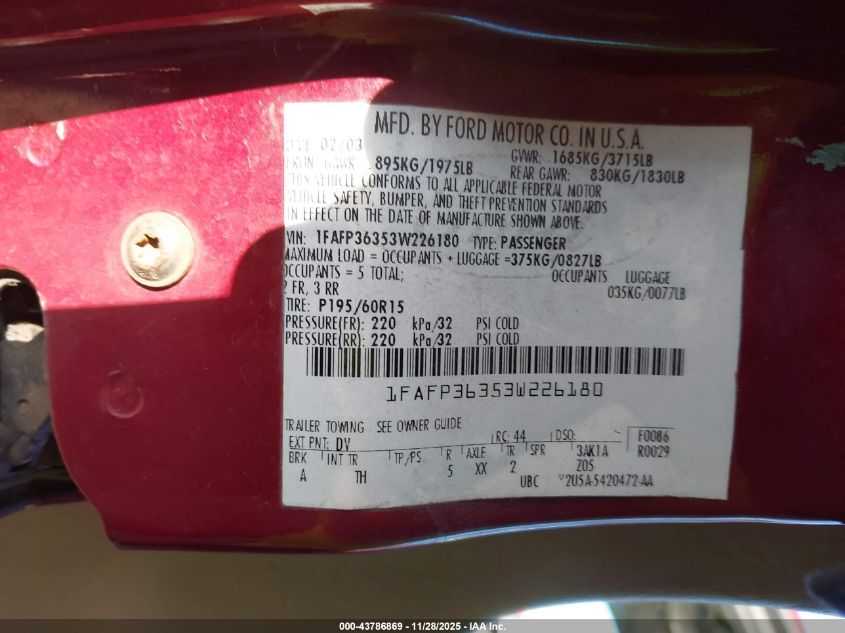 MFD. BY FORD MOTOR CO. IN U.S.A.
02/03 GVWR: 1685KG/3715LB
GAWR: 895KG/1975LB REAR GAWR: 830KG/1830LB
THIS VEHICLE CONFORMS TO ALL APPLICABLE FEDERAL MOTOR
VEHICLE SAFETY, BUMPER, AND THEFT PREVENTION STANDARDS
IN EFFECT ON THE DATE OF MANUFACTURE SHOWN ABOVE.
VIN: 1FAFP36353W226180 TYPE: PASSENGER
MAXIMUM LOAD = OCCUPANTS + LUGGAGE =375KG/0827LB
OCCUPANTS = 5 TOTAL; OCCUPANTS LUGGAGE
2 FR, 3 RR 035KG/0077LB
TIRE: P195/60R15
PRESSURE(FR): 220 kPa/32 PSI COLD
PRESSURE(RR): 220 kPa/32 PSI COLD
1FAFP36353W226180
TRAILER TOWING SEE OWNER GUIDE
EXT PNT: DV RC: 44 DSO: F0086
BRK INT TR TP/PS R AXLE TR SPR 3AK1A R0029
A TH 5 XX 2 Z05
UBC 2U5A-5420472-AA
000-43786869 - 11/28/2025 - IAA Inc.